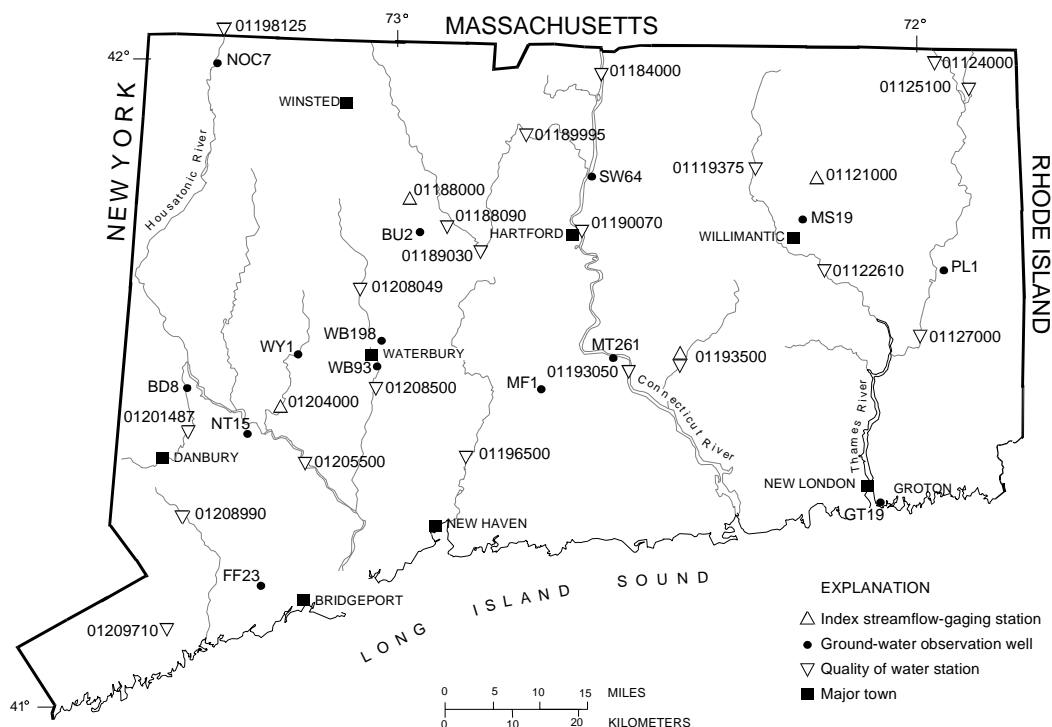 MASSACHUSETTS
73°
72°
01198125
42°
NOC7
01184000
01124000
01125100
WINSTED
NEW YORK
Housatonic River
01189995
RHODE ISLAND
01119375
01121000
SW64
01188000
MS19
01188090
BU2
HARTFORD
01190070
WILLIMANTIC
01189030
01122610
PL1
01208049
WB198
WY1
WATERBURY
MT261
01193500
01127000
WB93
01193050
BD8
01208500
MF1
Connecticut River
01204000
01201487
NT15
Thames River
DANBURY
01205500
01196500
NEW LONDON
GROTON
GT19
01208990
NEW HAVEN
FF23
BRIDGEPORT
LONG ISLAND SOUND
01209710
EXPLANATION
Index streamflow-gaging station
Ground-water observation well
Quality of water station
Major town
41°
0 5 10 15 MILES
0 10 20 KILOMETERS